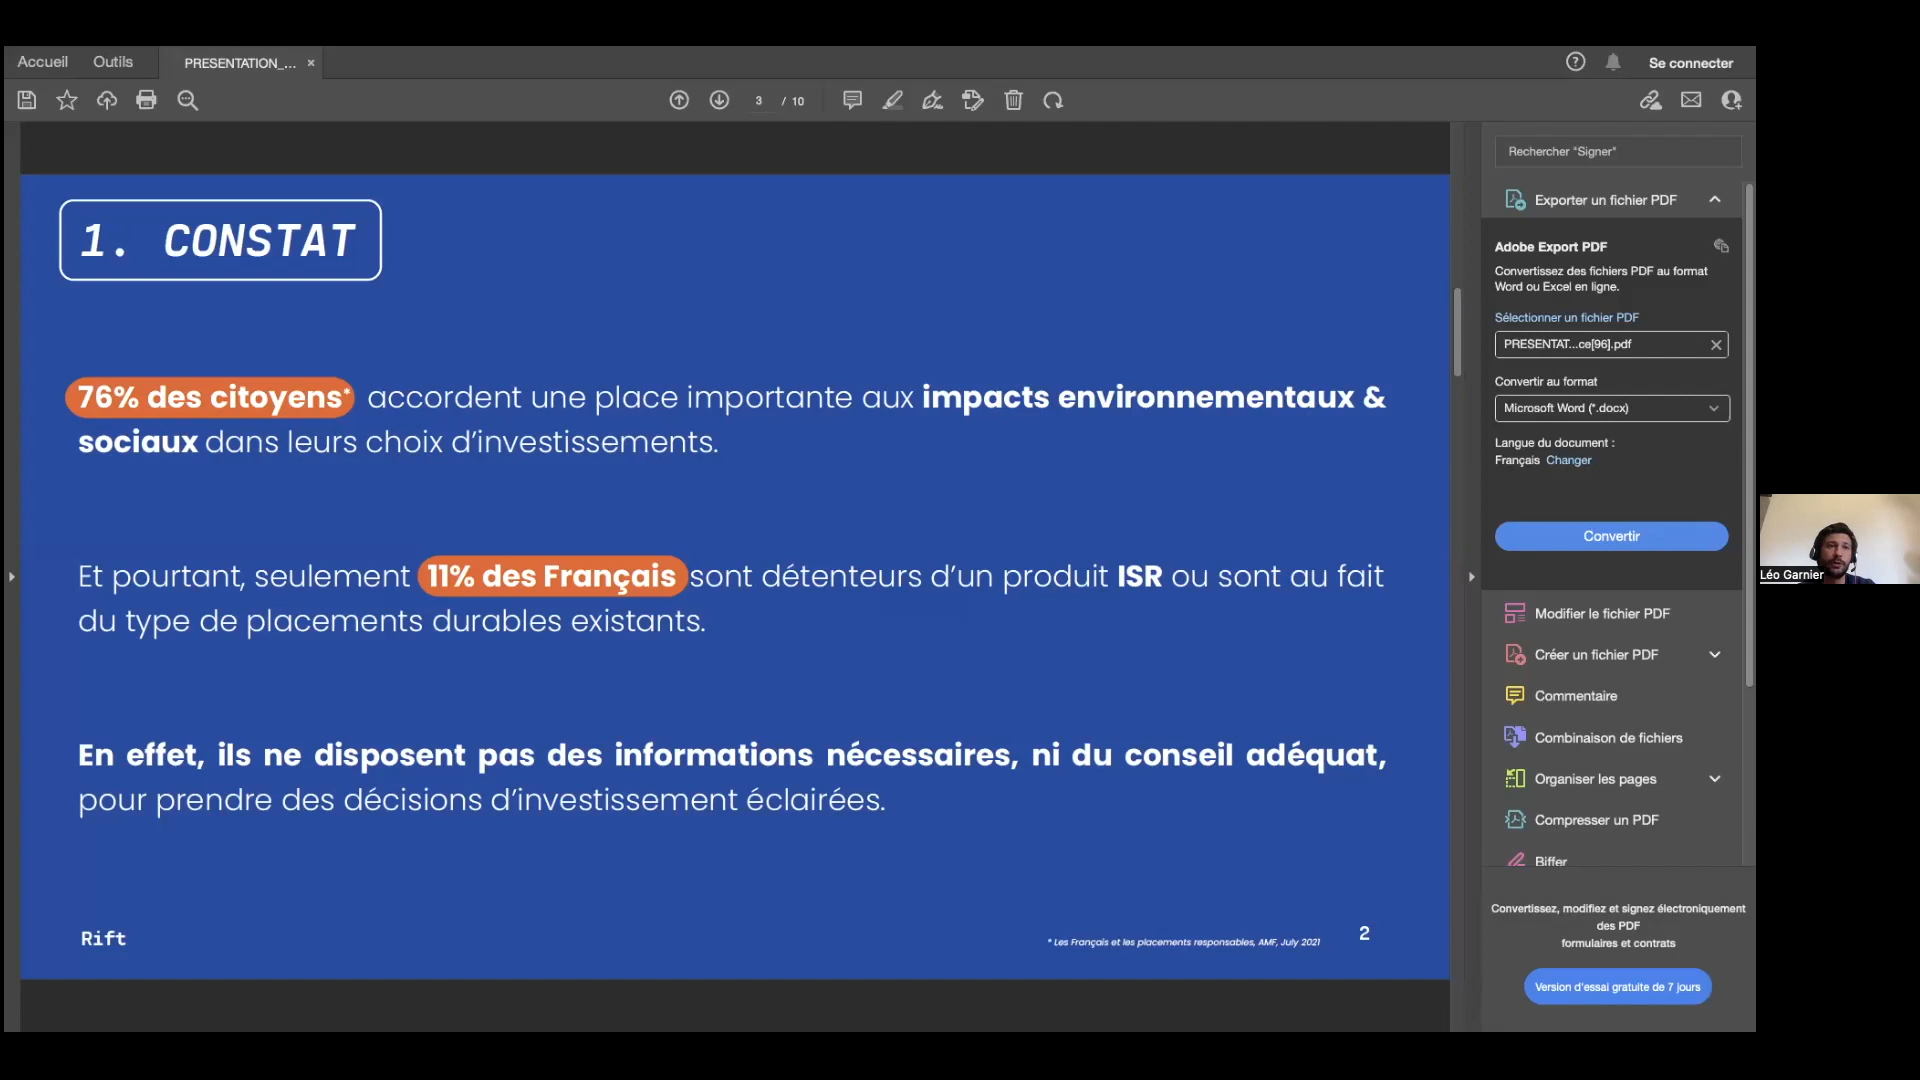 Accueil
Outils
PRESENTATION_... ×
Se connecter
3 / 10
1. CONSTAT
76% des citoyens* accordent une place importante aux impacts environnementaux &
sociaux dans leurs choix d’investissements.
Et pourtant, seulement 11% des Français sont détenteurs d’un produit ISR ou sont au fait
du type de placements durables existants.
En effet, ils ne disposent pas des informations nécessaires, ni du conseil adéquat,
pour prendre des décisions d’investissement éclairées.
Rift
* Les Français et les placements responsables, AMF, July 2021
2
Rechercher "Signer"
Exporter un fichier PDF
Adobe Export PDF
Convertissez des fichiers PDF au format
Word ou Excel en ligne.
Sélectionner un fichier PDF
PRESENTAT...ce[96].pdf
Convertir au format
Microsoft Word (*.docx)
Langue du document :
Français Changer
Convertir
Modifier le fichier PDF
Créer un fichier PDF
Commentaire
Combinaison de fichiers
Organiser les pages
Compresser un PDF
Biffer
Convertissez, modifiez et signez électroniquement
des PDF
formulaires et contrats
Version d'essai gratuite de 7 jours
Léo Garnier